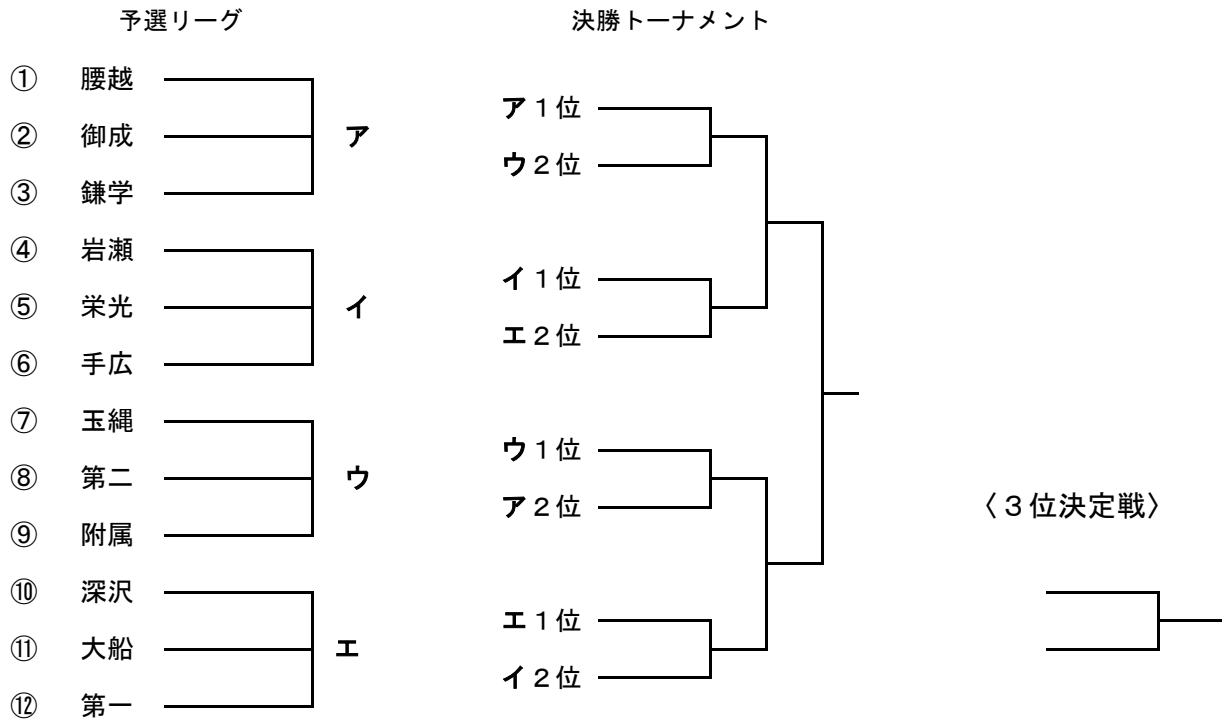 予選リーグ
① 腰越
② 御成
③ 鎌学
ア
④ 岩瀬
⑤ 栄光
⑥ 手広
イ
⑦ 玉縄
⑧ 第二
⑨ 附属
ウ
⑩ 深沢
⑪ 大船
⑫ 第一
エ
決勝トーナメント
ア１位
ウ２位
イ１位
エ２位
ウ１位
ア２位
エ１位
イ２位
〈３位決定戦〉